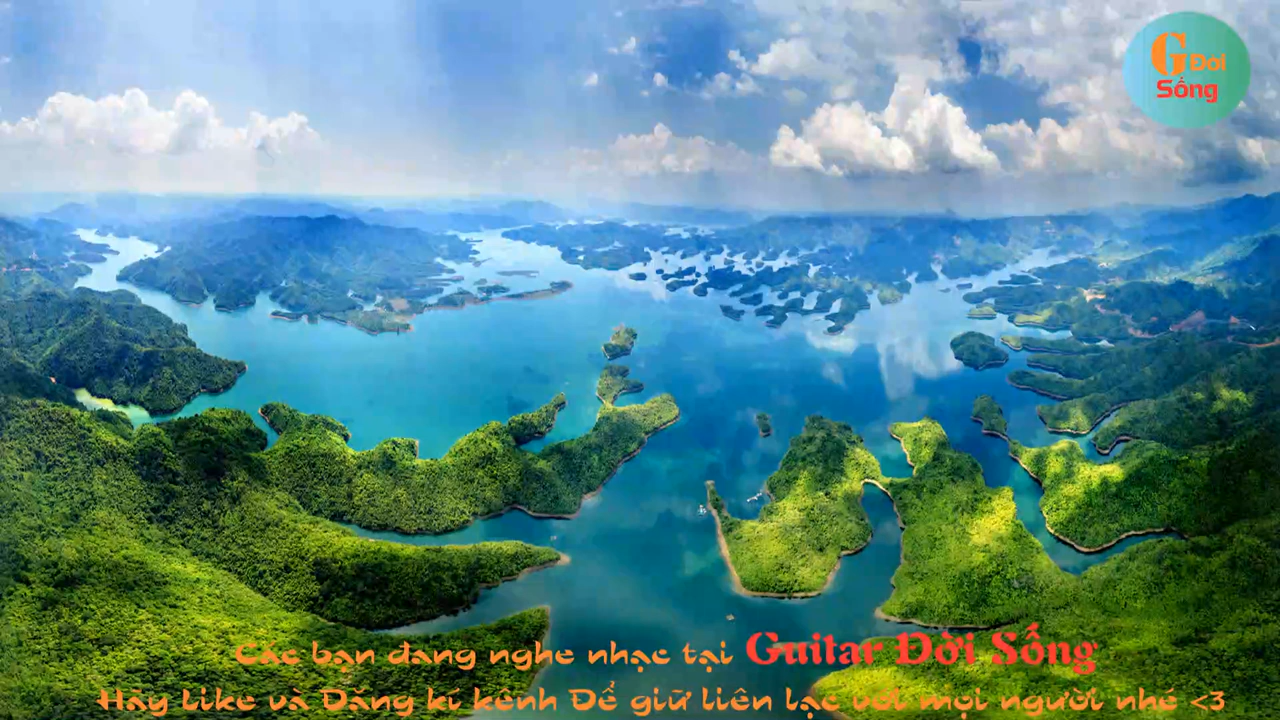 G Đời
Sống
Các bạn đang nghe nhạc tại Guitar Đời Sống
Hãy like và Đăng kí kênh Để giữ liên lạc với mọi người nhé <3